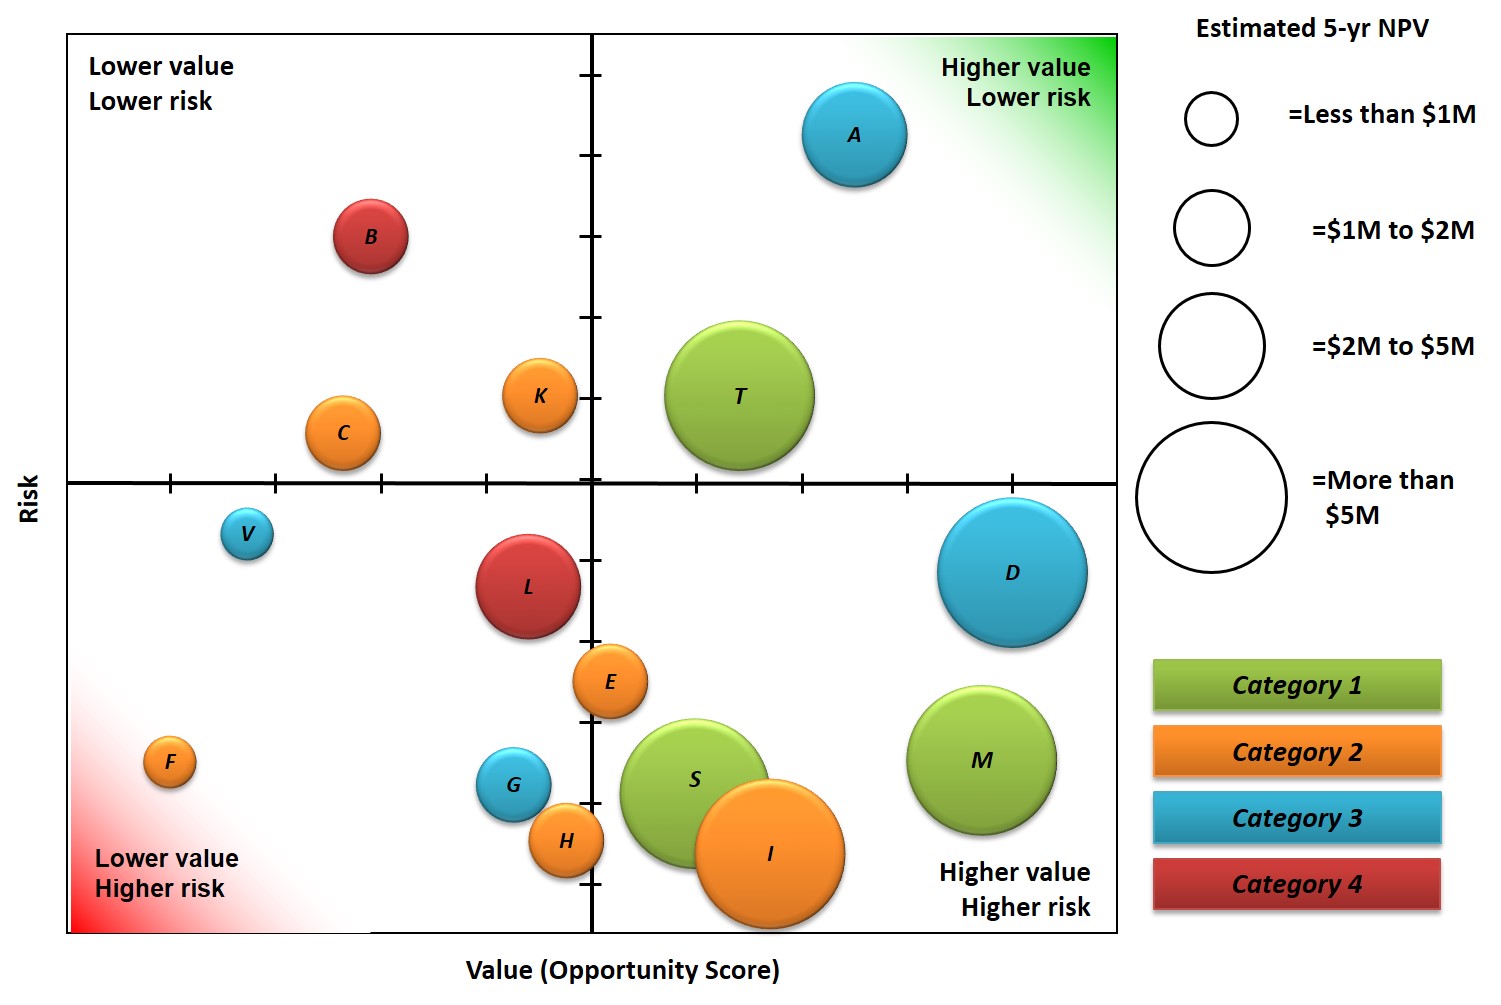 Estimated 5-yr NPV
Lower value
Lower risk
Higher value
Lower risk
A
=Less than $1M
B
=$1M to $2M
K
T
=$2M to $5M
C
=More than
$5M
Risk
V
L
D
E
Category 1
F
G
S
M
Category 2
H
I
Category 3
Lower value
Higher risk
Higher value
Higher risk
Category 4
Value (Opportunity Score)